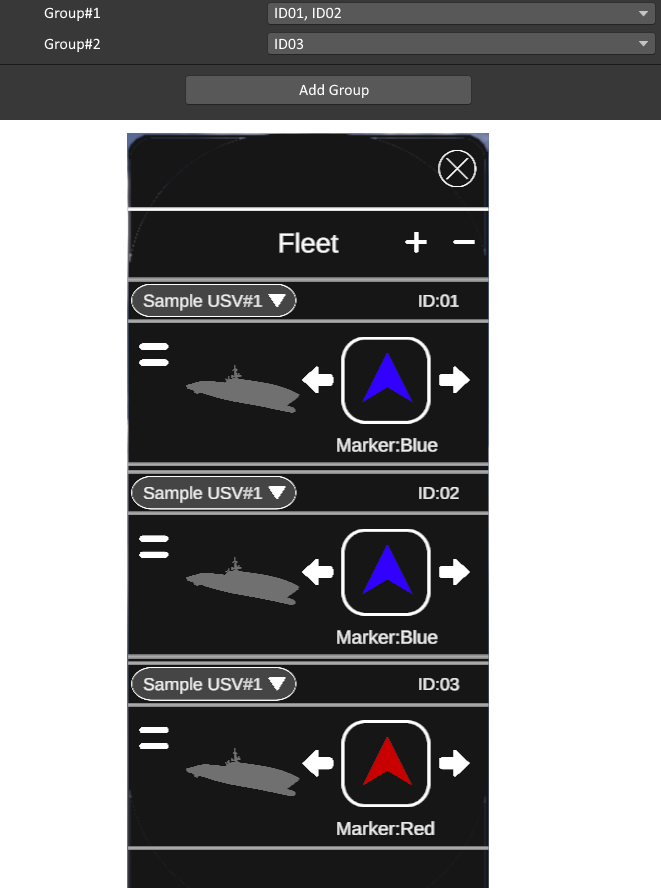 Group#1 ID01, ID02
Group#2 ID03
Add Group
Fleet + −
Sample USV#1 ID:01
Marker:Blue
Sample USV#1 ID:02
Marker:Blue
Sample USV#1 ID:03
Marker:Red